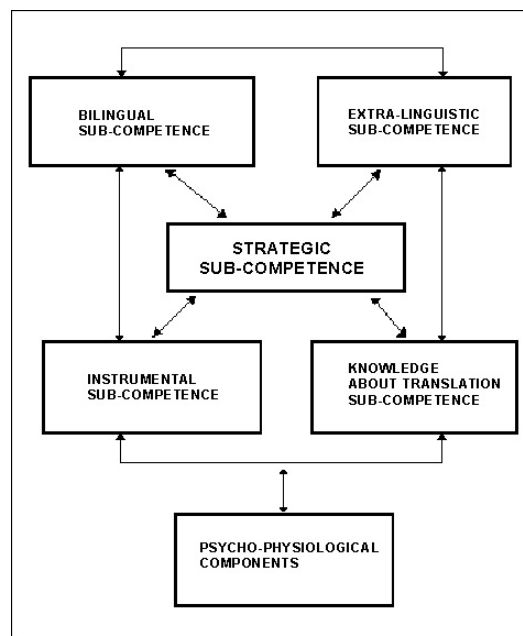 BILINGUAL
SUB-COMPETENCE
EXTRA-LINGUISTIC
SUB-COMPETENCE
STRATEGIC
SUB-COMPETENCE
INSTRUMENTAL
SUB-COMPETENCE
KNOWLEDGE
ABOUT TRANSLATION
SUB-COMPETENCE
PSYCHO-PHYSIOLOGICAL
COMPONENTS